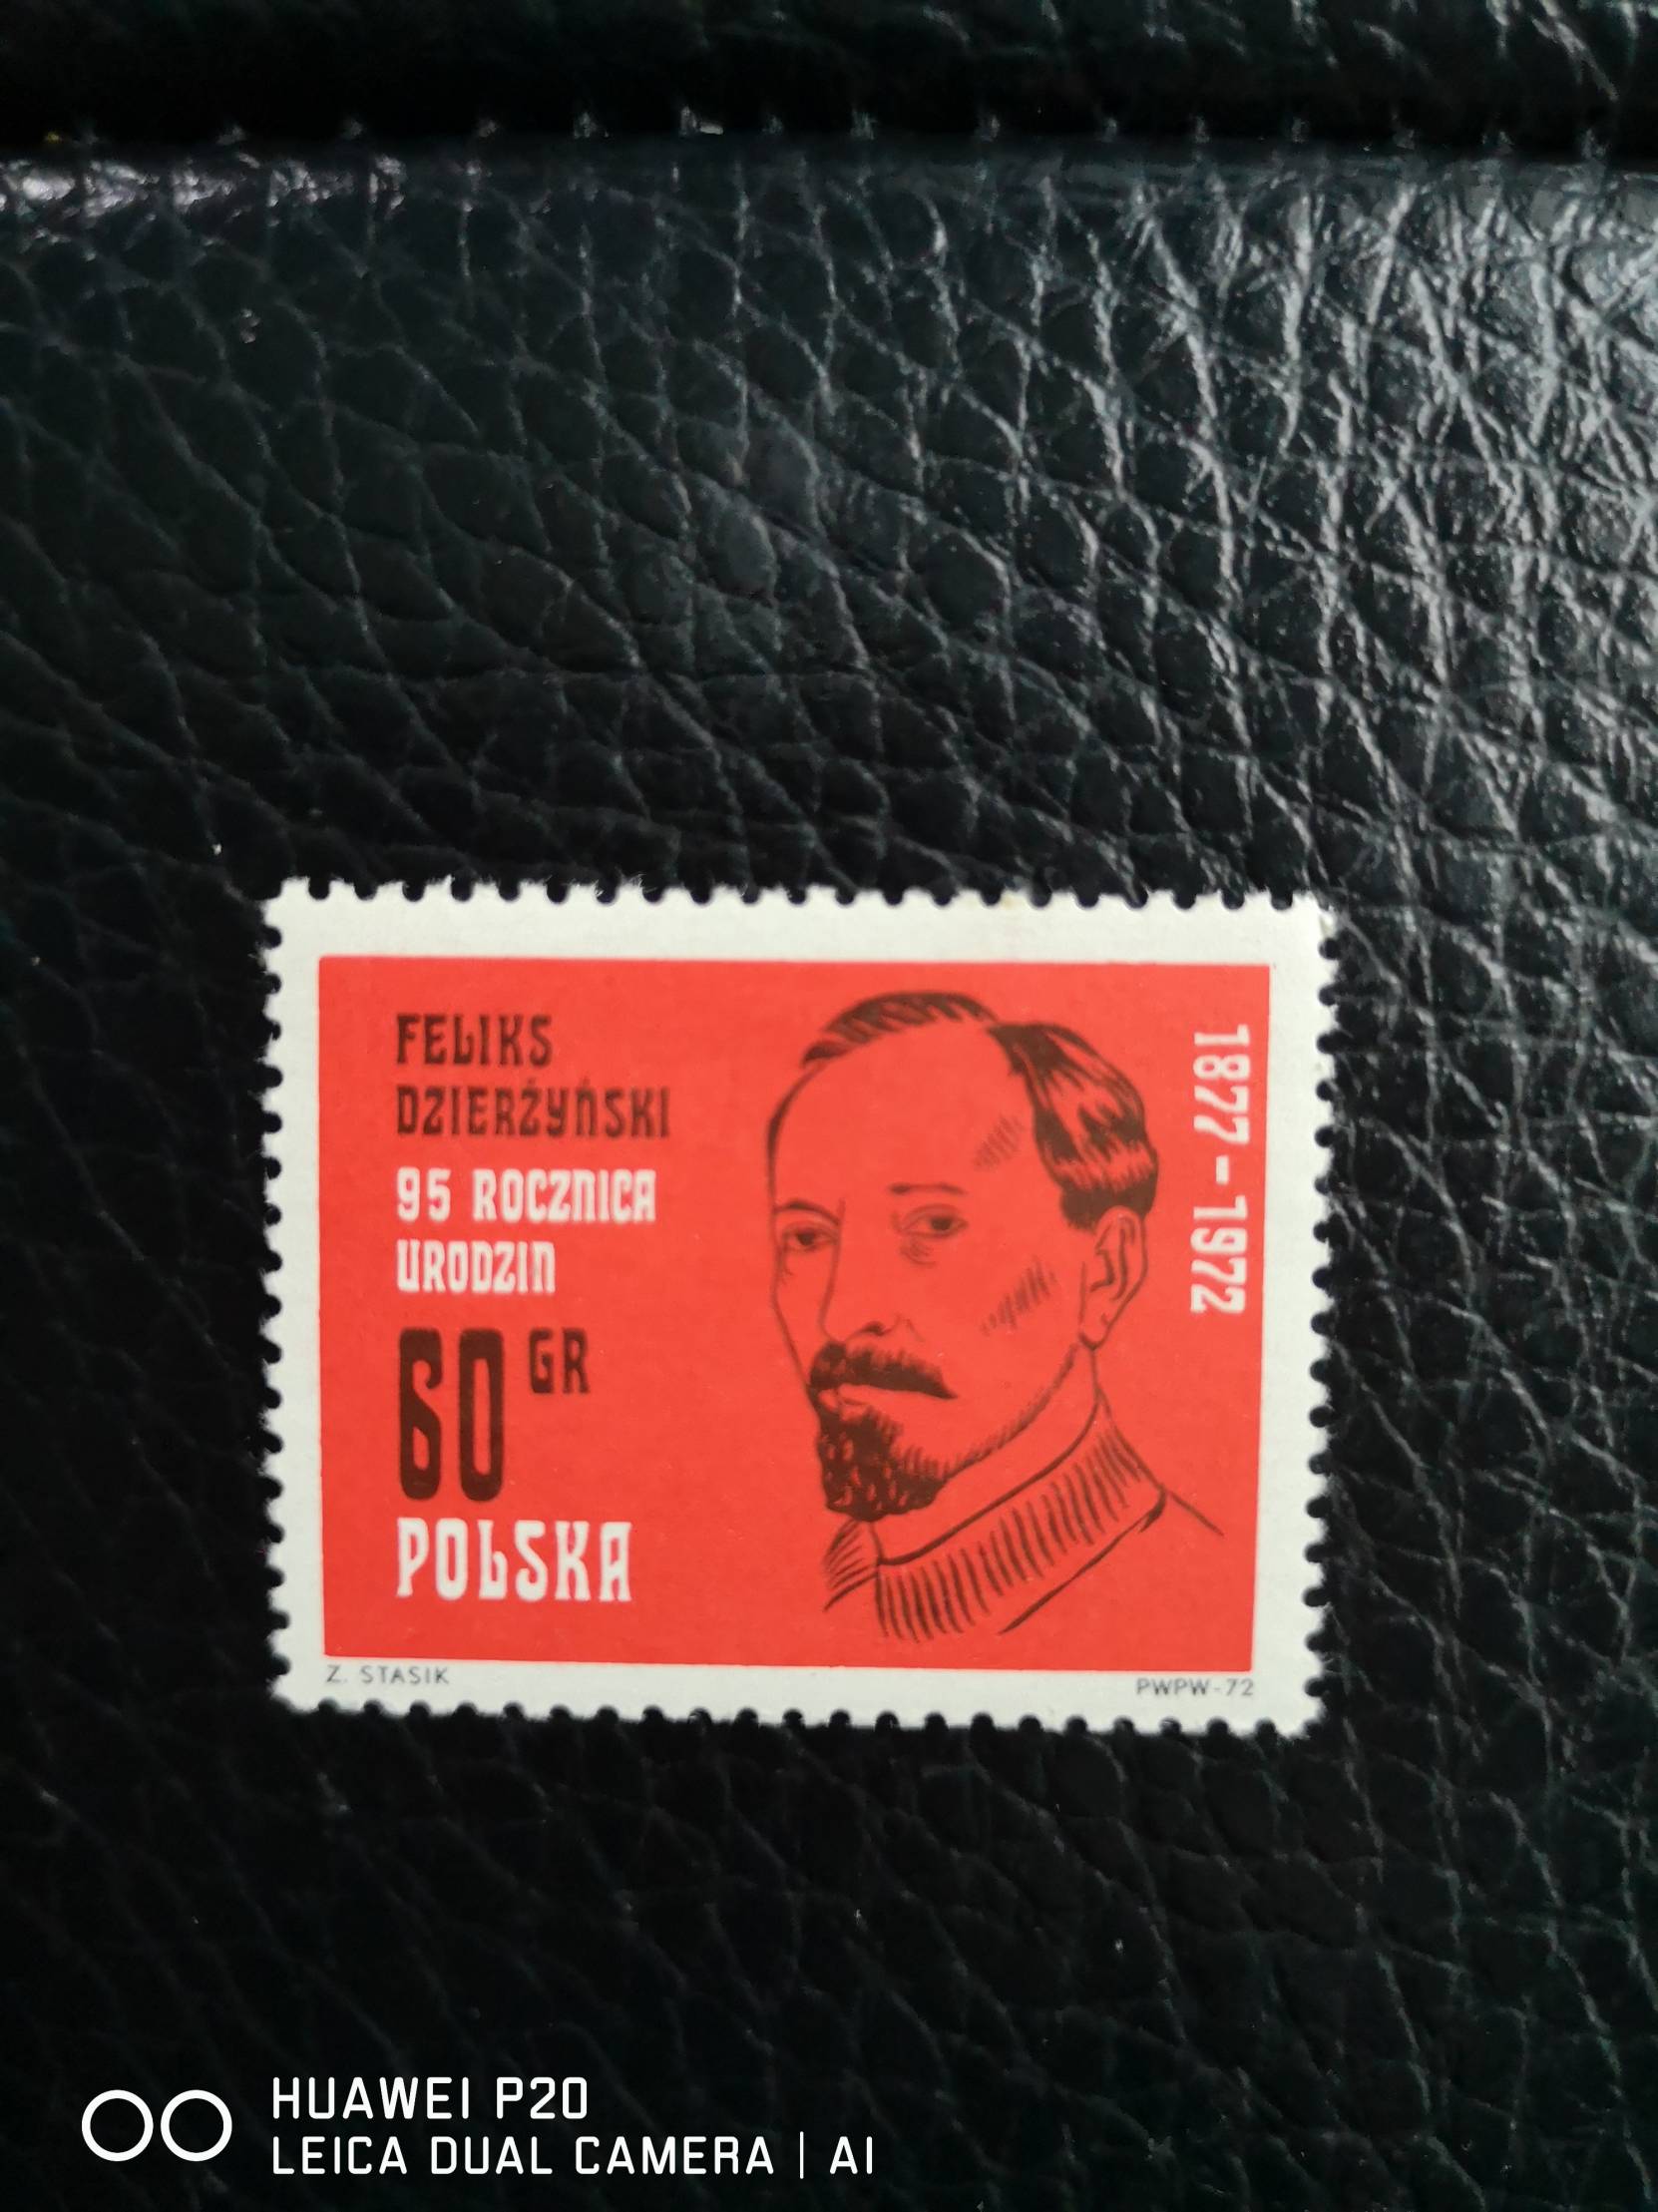 FELIKS
DZIERŻYŃSKI
95 ROCZNICA
URODZIN
60 GR
POLSKA
1877-1972
Z. STASIK
PWPW-72
HUAWEI P20
LEICA DUAL CAMERA | AI